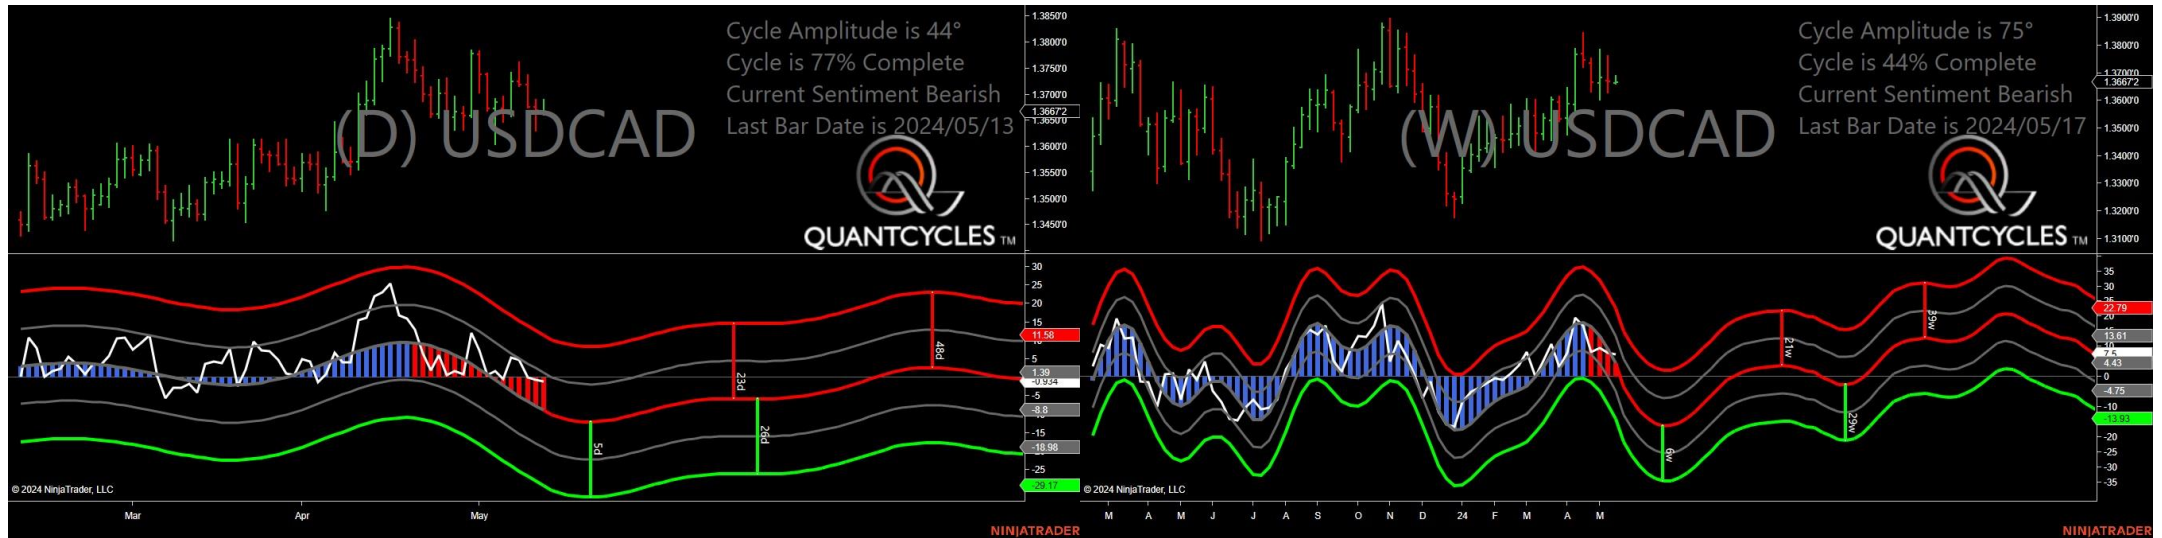 Cycle Amplitude is 44°
Cycle is 77% Complete
Current Sentiment Bearish
Last Bar Date is 2024/05/13
(D) USDCAD
QUANTCYCLES TM
1.3850'0
1.3800'0
1.3750'0
1.3700'0
1.3667'2
1.3650'0
1.3600'0
1.3550'0
1.3500'0
1.3450'0
30
25
20
15
11.58
5
1.39
-0.934
-5
-8.8
-15
-18.98
-25
-29.17
5d
23d
26d
48d
© 2024 NinjaTrader, LLC
Mar Apr May
NINJATRADER
Cycle Amplitude is 75°
Cycle is 44% Complete
Current Sentiment Bearish
Last Bar Date is 2024/05/17
(W) USDCAD
QUANTCYCLES TM
1.3900'0
1.3800'0
1.3700'0
1.3667'2
1.3600'0
1.3500'0
1.3400'0
1.3300'0
1.3200'0
1.3100'0
35
30
22.79
20
13.61
10
7.5
4.43
0
-4.75
-10
-13.93
-20
-25
-30
-35
6w
21w
29w
39w
© 2024 NinjaTrader, LLC
M A M J J A S O N D 24 F M A M
NINJATRADER